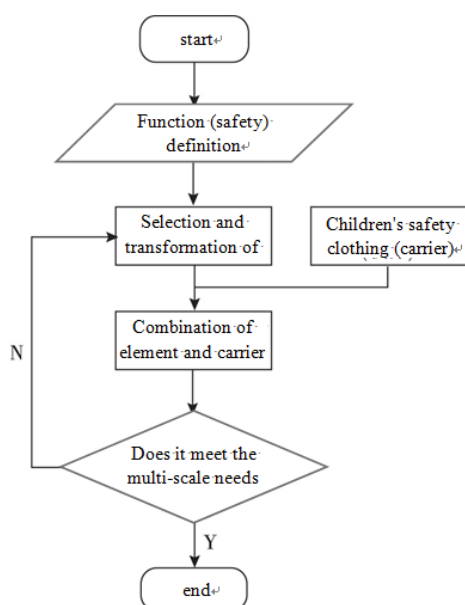 start
Function (safety)
definition
Selection and
transformation of
Children's safety
clothing (carrier)
Combination of
element and carrier
N
Does it meet the
multi-scale needs
Y
end